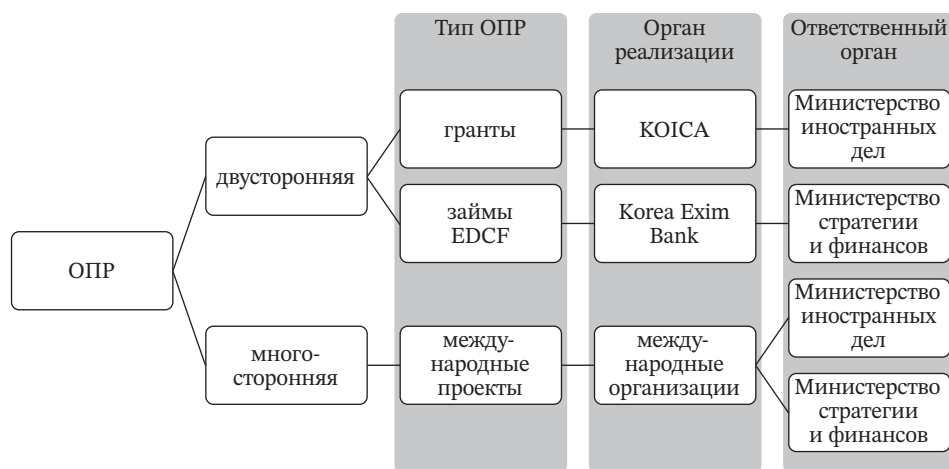 Тип ОПР
Орган
реализации
Ответственный
орган
гранты
KOICA
Министерство
иностранных
дел
двусторонняя
займы
EDCF
Korea Exim
Bank
Министерство
стратегии
и финансов
ОПР
Министерство
иностранных
дел
много-
сторонняя
между-
народные
проекты
между-
народные
организации
Министерство
стратегии
и финансов